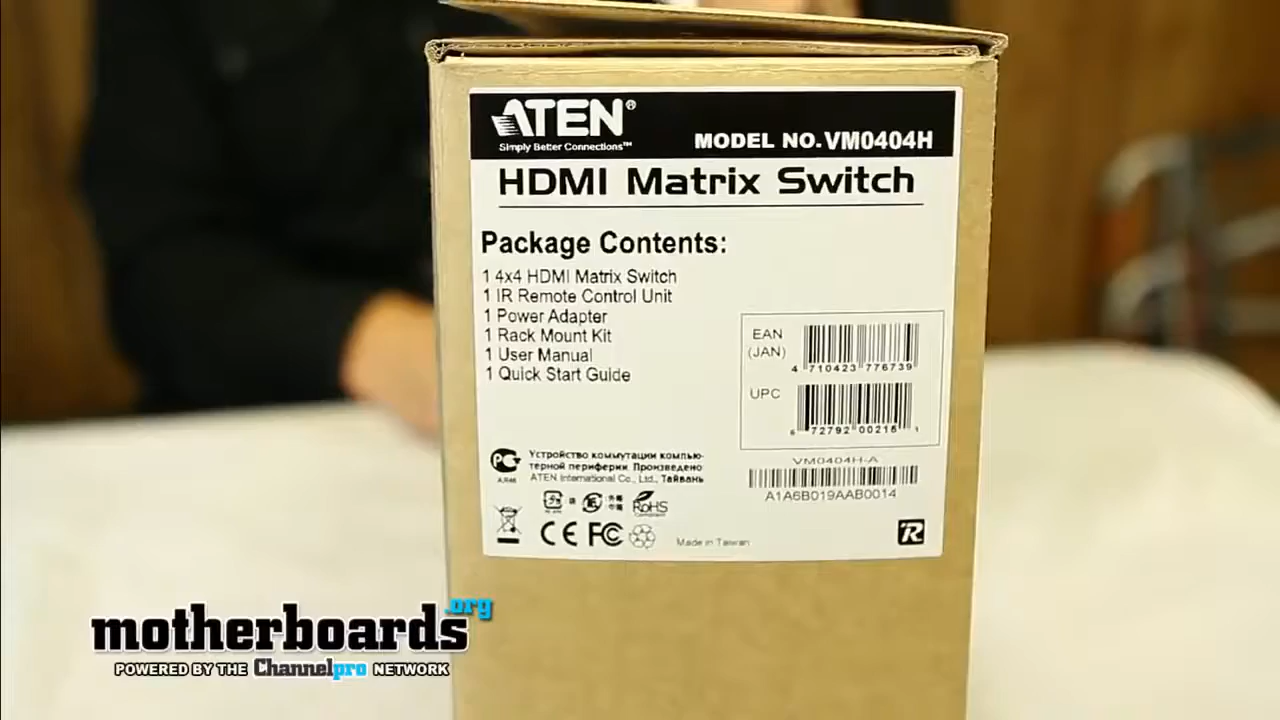 ATEN®
Simply Better Connections™
MODEL NO. VM0404H
HDMI Matrix Switch
Package Contents:
1 4x4 HDMI Matrix Switch
1 IR Remote Control Unit
1 Power Adapter
1 Rack Mount Kit
1 User Manual
1 Quick Start Guide
EAN
(JAN)
4 710423 776739
UPC
6 72792 00218 1
VM0404H-A
A1A6B019AAB0014
Устройство коммутации компью-
терной периферии Произведено
ATEN International Co., Ltd., Тайвань
RoHS
CE FC
Made in Taiwan
R
motherboards.org
POWERED BY THE Channelpro NETWORK